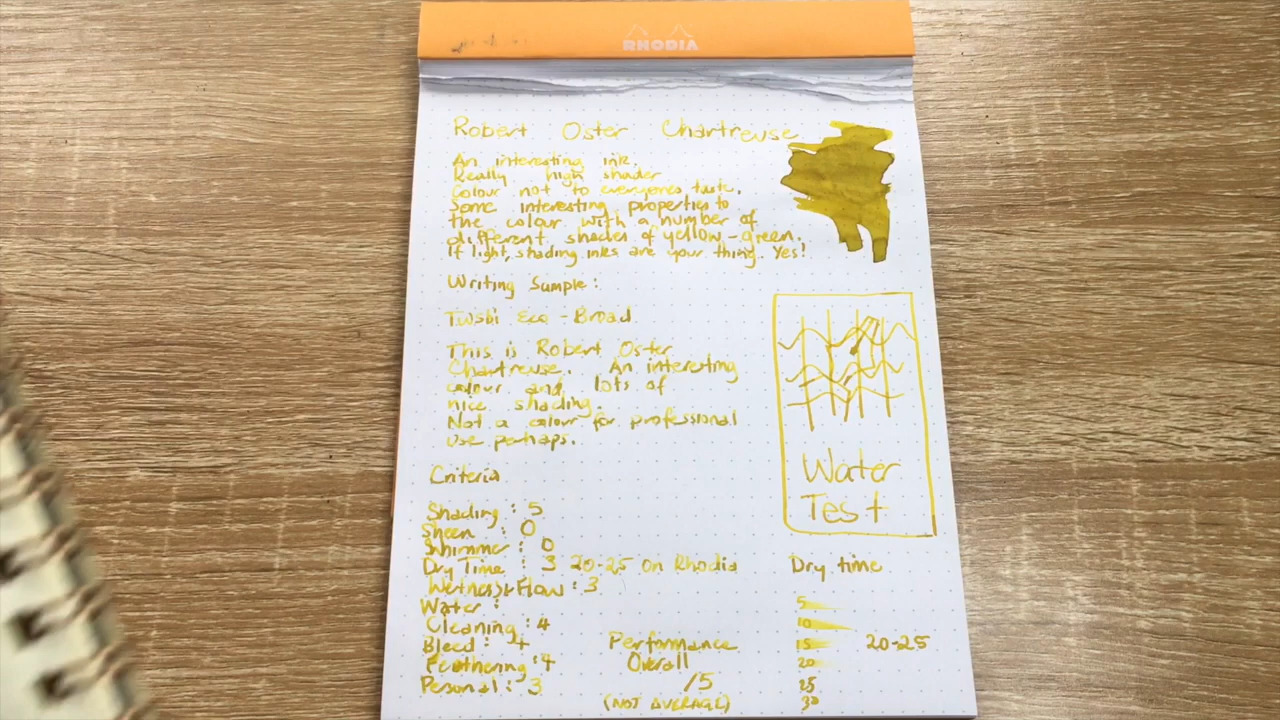 RHODIA
Robert Oster Chartreuse
An interesting ink.
Really high shader
Colour not to everyones taste.
Some interesting properties to
the colour with a number of
different shades of yellow-green.
If light, shading inks are your thing. Yes!
Writing Sample:
Twsbi Eco - Broad
This is Robert Oster
Chartreuse. An interesting
colour and lots of
nice shading.
Not a colour for professional
use perhaps.
Water
Test
Criteria
Shading: 5
Sheen: 0
Shimmer: 0
Dry Time: 3 20-25 on Rhodia
Wetness/Flow: 3
Water:
Cleaning: 4
Bleed: 4
Feathering: 4
Personal: 3
Performance
Overall
/5
(NOT AVERAGE)
Dry time
5
10
15 20-25
20
25
30